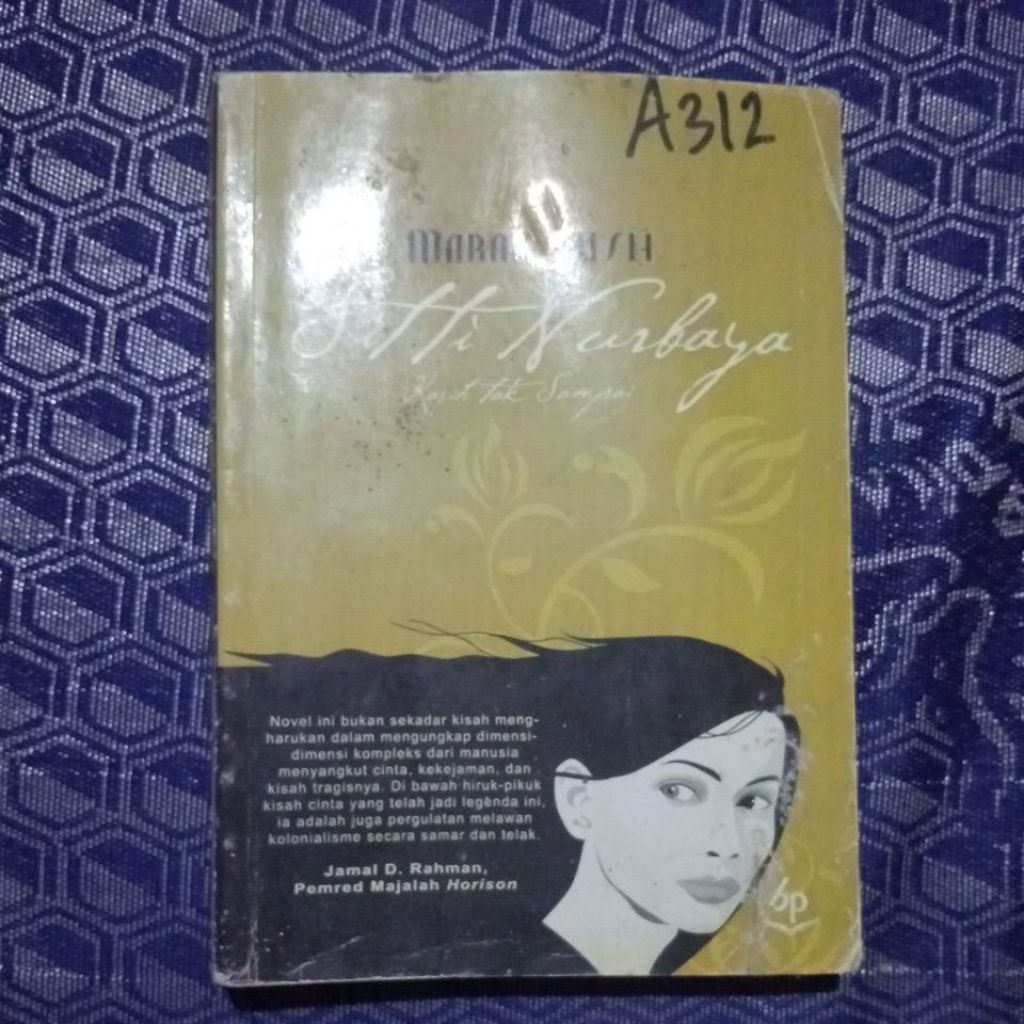 A312
Sitti Nurbaya
Kasih tak Sampai
Novel ini bukan sekadar kisah meng-
harukan dalam mengungkap dimensi-
dimensi kompleks dari manusia
menyangkut cinta, kekejaman, dan
kisah tragisnya. Di bawah hiruk-pikuk
kisah cinta yang telah jadi legenda ini,
ia adalah juga pergulatan melawan
kolonialisme secara samar dan telak.
Jamal D. Rahman,
Pemred Majalah Horison
bp